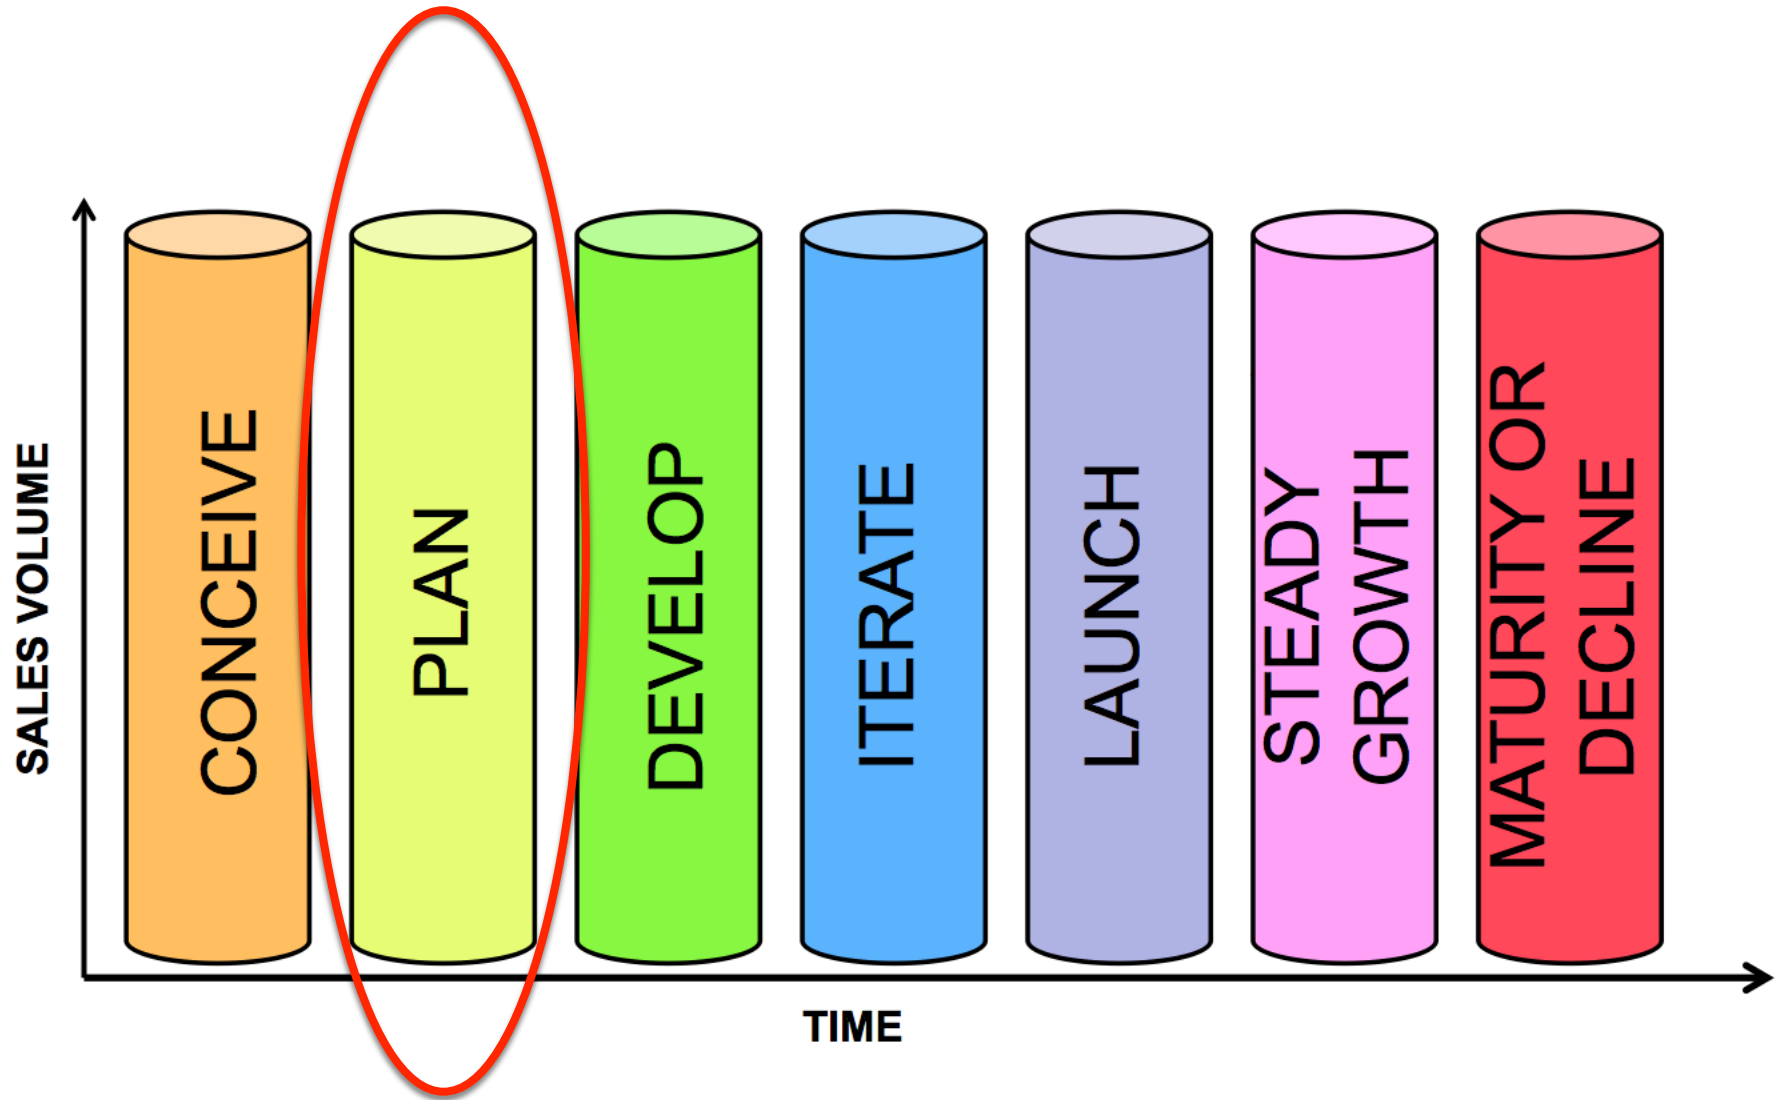 SALES VOLUME
CONCEIVE
PLAN
DEVELOP
ITERATE
LAUNCH
STEADY
GROWTH
MATURITY OR
DECLINE
TIME